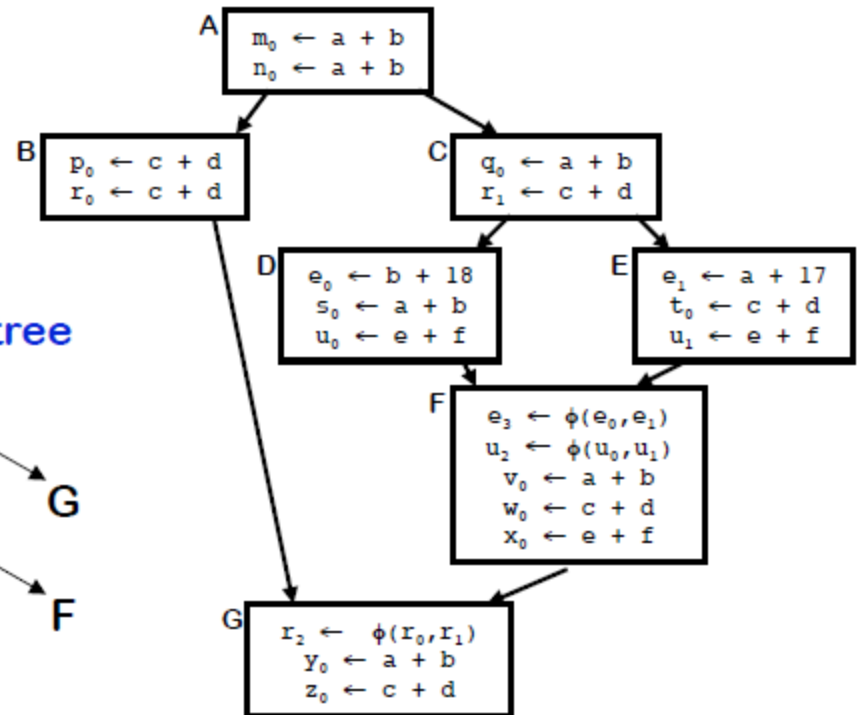 A
m₀ ← a + b
n₀ ← a + b
B
p₀ ← c + d
r₀ ← c + d
C
q₀ ← a + b
r₁ ← c + d
D
e₀ ← b + 18
s₀ ← a + b
u₀ ← e + f
E
e₁ ← a + 17
t₀ ← c + d
u₁ ← e + f
tree
F
e₃ ← ϕ(e₀,e₁)
u₂ ← ϕ(u₀,u₁)
v₀ ← a + b
w₀ ← c + d
x₀ ← e + f
G
F
G
r₂ ← ϕ(r₀,r₁)
y₀ ← a + b
z₀ ← c + d